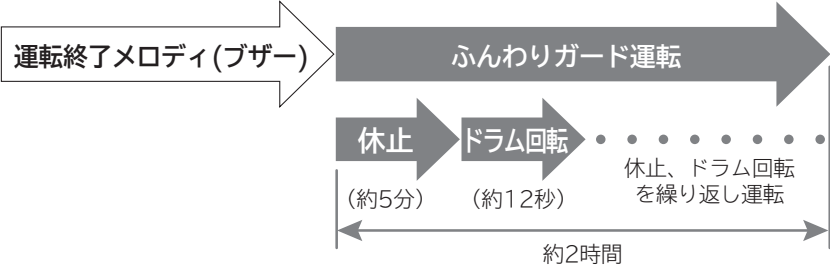 運転終了メロディ(ブザー)
ふんわりガード運転
休止
ドラム回転
(約5分)
(約12秒)
休止、ドラム回転
を繰り返し運転
約2時間